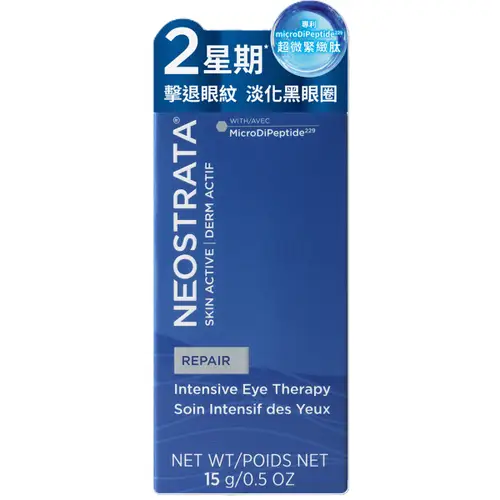 專利
microDiPeptide²²⁹
超微緊緻肽
2星期*
擊退眼紋 淡化黑眼圈
WITH/AVEC
MicroDiPeptide²²⁹
NEOSTRATA®
SKIN ACTIVE | DERM ACTIF
REPAIR
Intensive Eye Therapy
Soin Intensif des Yeux
NET WT/POIDS NET
15 g/0.5 OZ